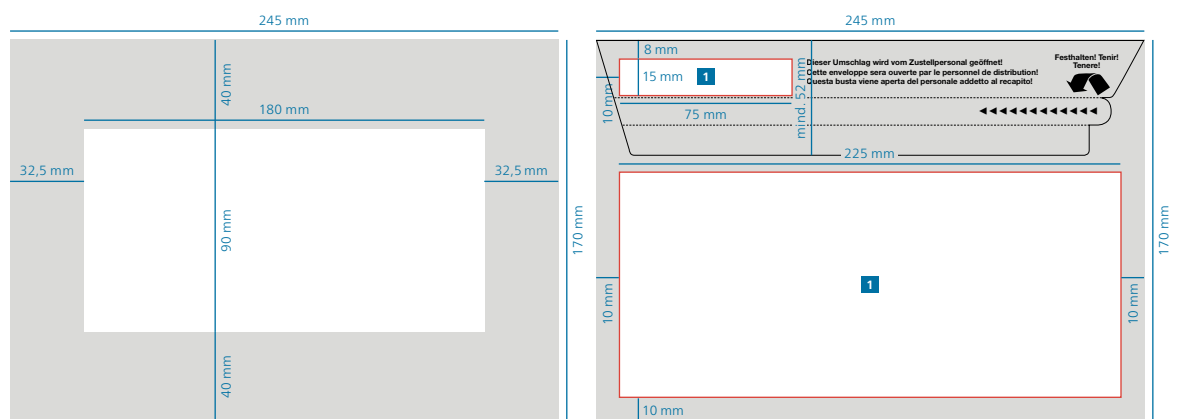 245 mm
40 mm
180 mm
32,5 mm
32,5 mm
90 mm
170 mm
40 mm
245 mm
8 mm
15 mm
1
10 mm
75 mm
mind. 52 mm
Dieser Umschlag wird vom Zustellpersonal geöffnet!
Cette enveloppe sera ouverte par le personnel de distribution!
Questa busta viene aperta del personale addetto al recapito!
Festhalten! Tenir!
Tenere!
225 mm
170 mm
1
10 mm
10 mm
10 mm